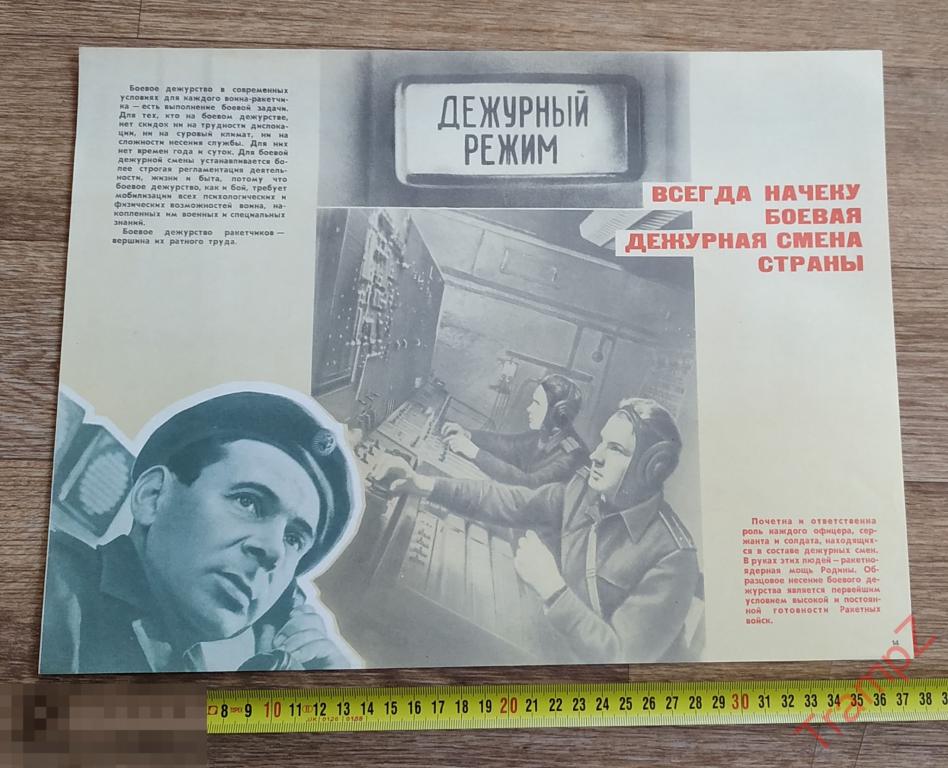 Боевое дежурство в современных
условиях для каждого воина-ракетчи-
ка — есть выполнение боевой задачи.
Для тех, кто на боевом дежурстве,
нет скидок ни на трудности дислока-
ции, ни на суровый климат, ни на
сложности несения службы. Для них
нет времен года и суток. Для боевой
дежурной смены устанавливается бо-
лее строгая регламентация деятель-
ности, жизни и быта, потому что
боевое дежурство, как и бой, требует
мобилизации всех психологических и
физических возможностей воина, на-
копленных им военных и специальных
знаний.
Боевое дежурство ракетчиков —
вершина их ратного труда.
ДЕЖУРНЫЙ
РЕЖИМ
ВСЕГДА НАЧЕКУ
БОЕВАЯ
ДЕЖУРНАЯ СМЕНА
СТРАНЫ
Почетна и ответственна
роль каждого офицера, сер-
жанта и солдата, находящих-
ся в составе дежурных смен.
В руках этих людей — ракетно-
ядерная мощь Родины. Об-
разцовое несение боевого де-
журства является первейшим
условием высокой и постоян-
ной готовности Ракетных
войск.
14
TrampZ
8 9 10 11 12 13 14 15 16 17 18 19 20 21 22 23 24 25 26 27 28 29 30 31 32 33 34 35 36 37 38